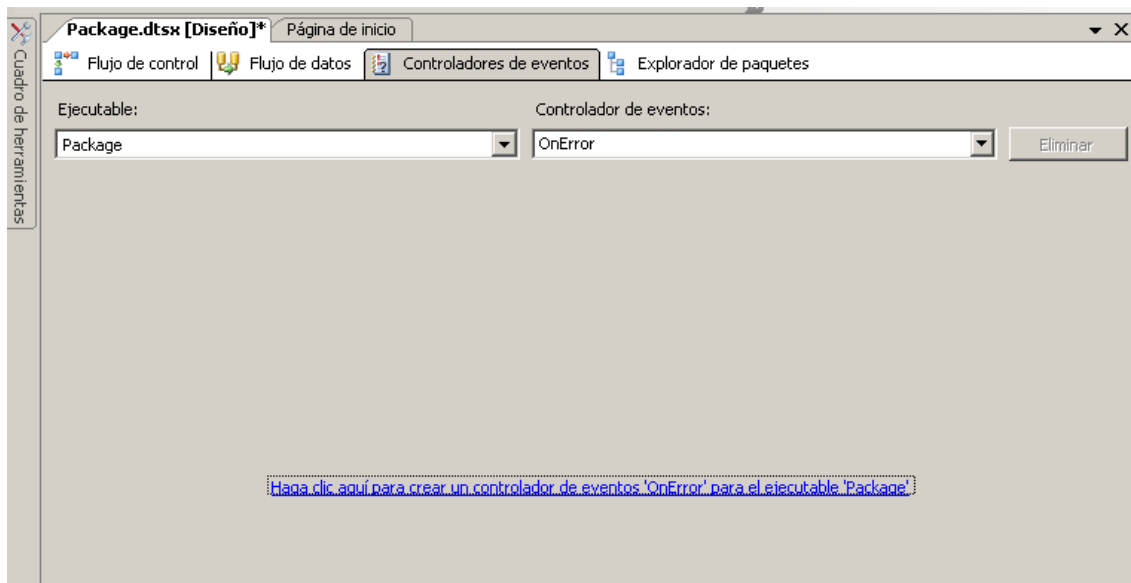 Package.dtsx [Diseño]* Página de inicio
Cuadro de herramientas
Flujo de control Flujo de datos Controladores de eventos Explorador de paquetes
Ejecutable: Controlador de eventos:
Package OnError Eliminar
Haga clic aquí para crear un controlador de eventos 'OnError' para el ejecutable 'Package'